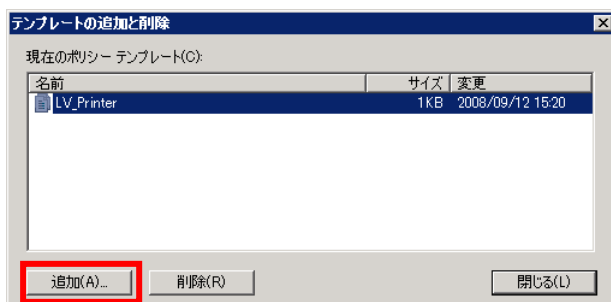 テンプレートの追加と削除
現在のポリシー テンプレート(C):
名前 サイズ 変更
LV_Printer 1KB 2008/09/12 15:20
追加(A)... 削除(R) 閉じる(L)